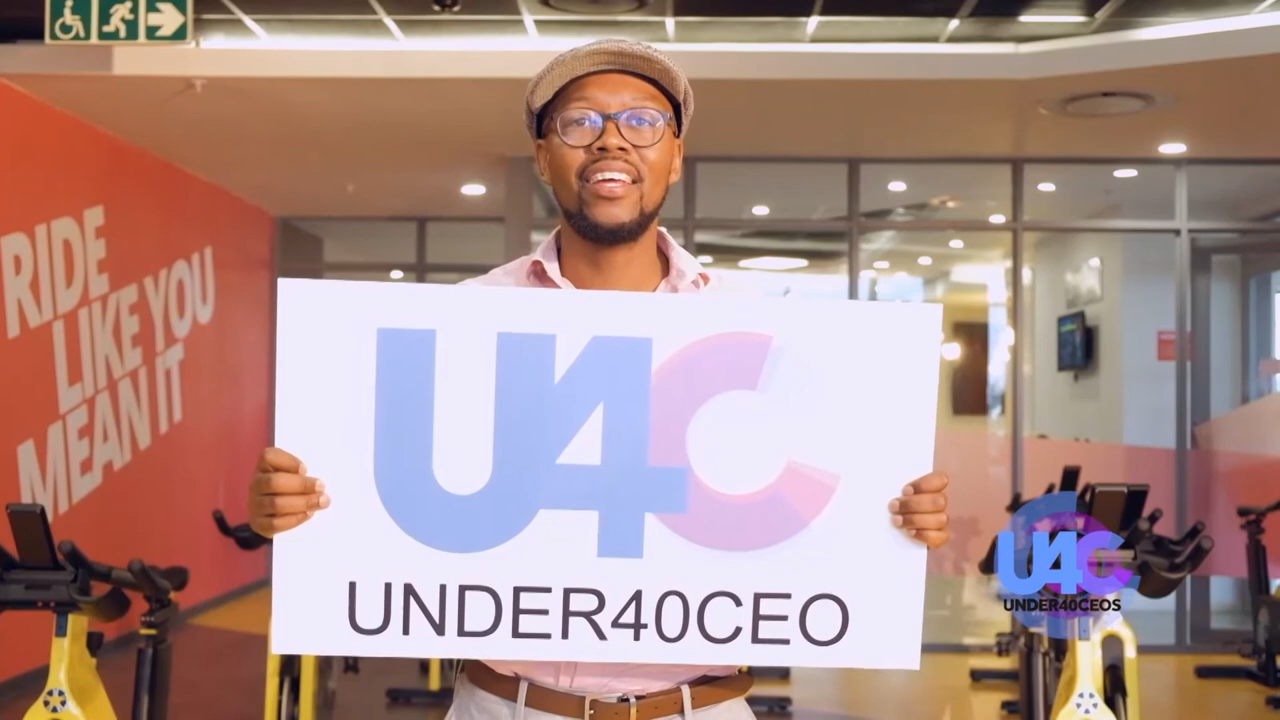 RIDE
LIKE YOU
MEAN IT
U4C
UNDER40CEO
U4C
UNDER40CEOS